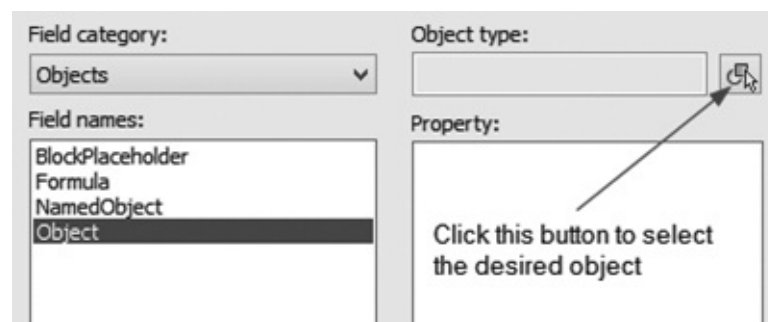 Field category:
Object type:
Objects
Field names:
Property:
BlockPlaceholder
Formula
NamedObject
Object
Click this button to select
the desired object